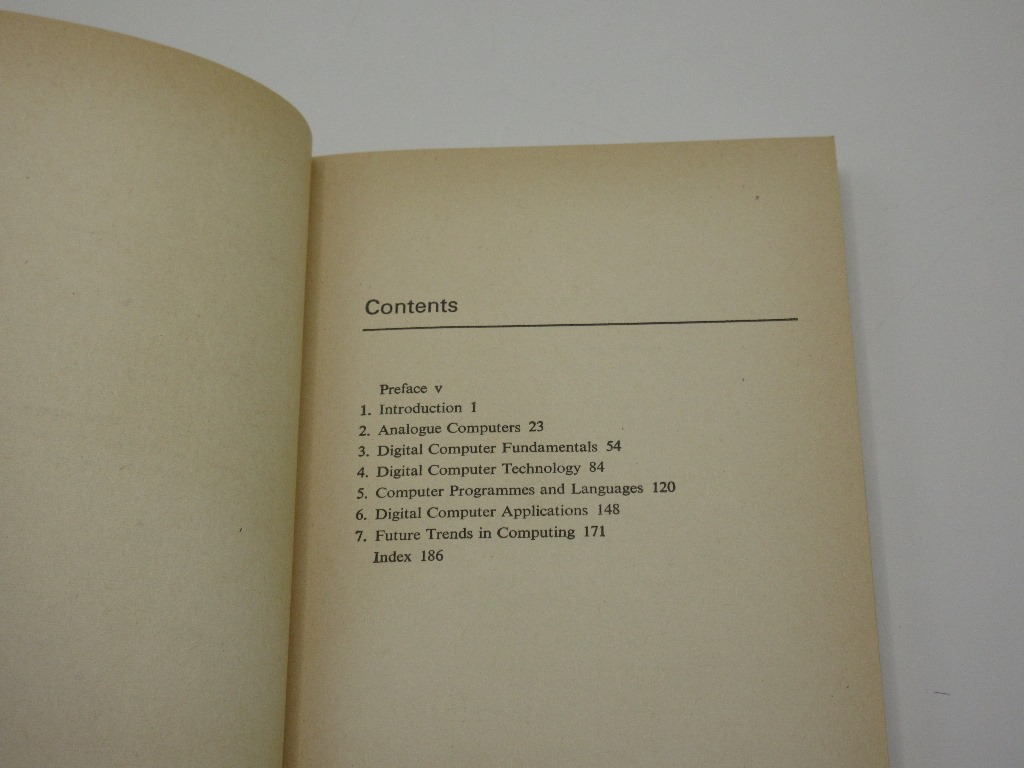 Contents
Preface v
1. Introduction 1
2. Analogue Computers 23
3. Digital Computer Fundamentals 54
4. Digital Computer Technology 84
5. Computer Programmes and Languages 120
6. Digital Computer Applications 148
7. Future Trends in Computing 171
Index 186